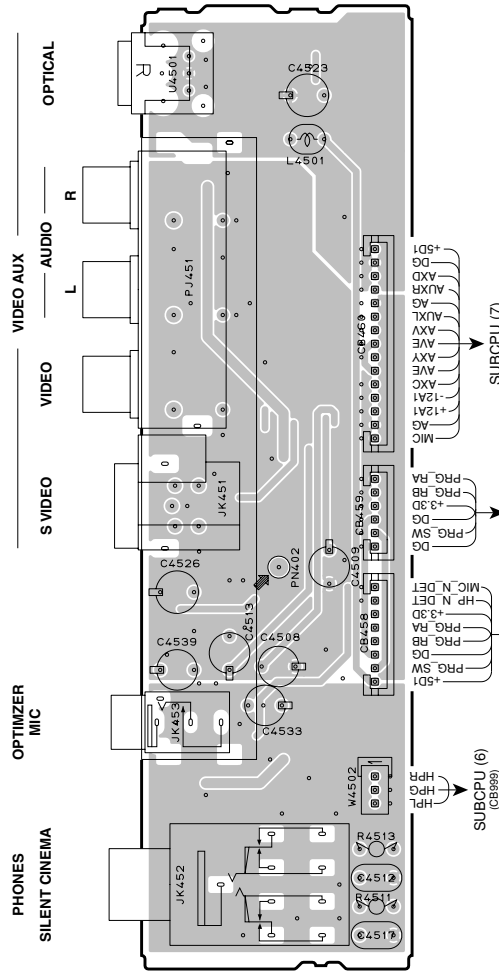 PHONES
SILENT CINEMA
OPTIMZER
MIC
S VIDEO
VIDEO
VIDEO AUX
L
AUDIO
R
OPTICAL
R
U4501
C4523
L4501
PJ451
JK451
C4526
PN402
C4509
C4513
C4539
C4508
C4533
JK453
JK452
W4502
1
R4513
C4512
R4511
C4517
CB458
CB459
CB460
HPL
HPG
HPR
SUBCPU (6)
(CB999)
+5D1
PRG_SW
DG
PRG_RB
PRG_RA
+3.3D
HP_N_DET
MIC_N_DET
DG
PRG_SW
DG
+3.3D
PRG_RB
PRG_RA
MIC
AG
+12A1
-12A1
AXC
AVE
AXY
AVE
AXV
AUXL
AG
AUXR
AXD
DG
+5D1
SUBCPU (7)